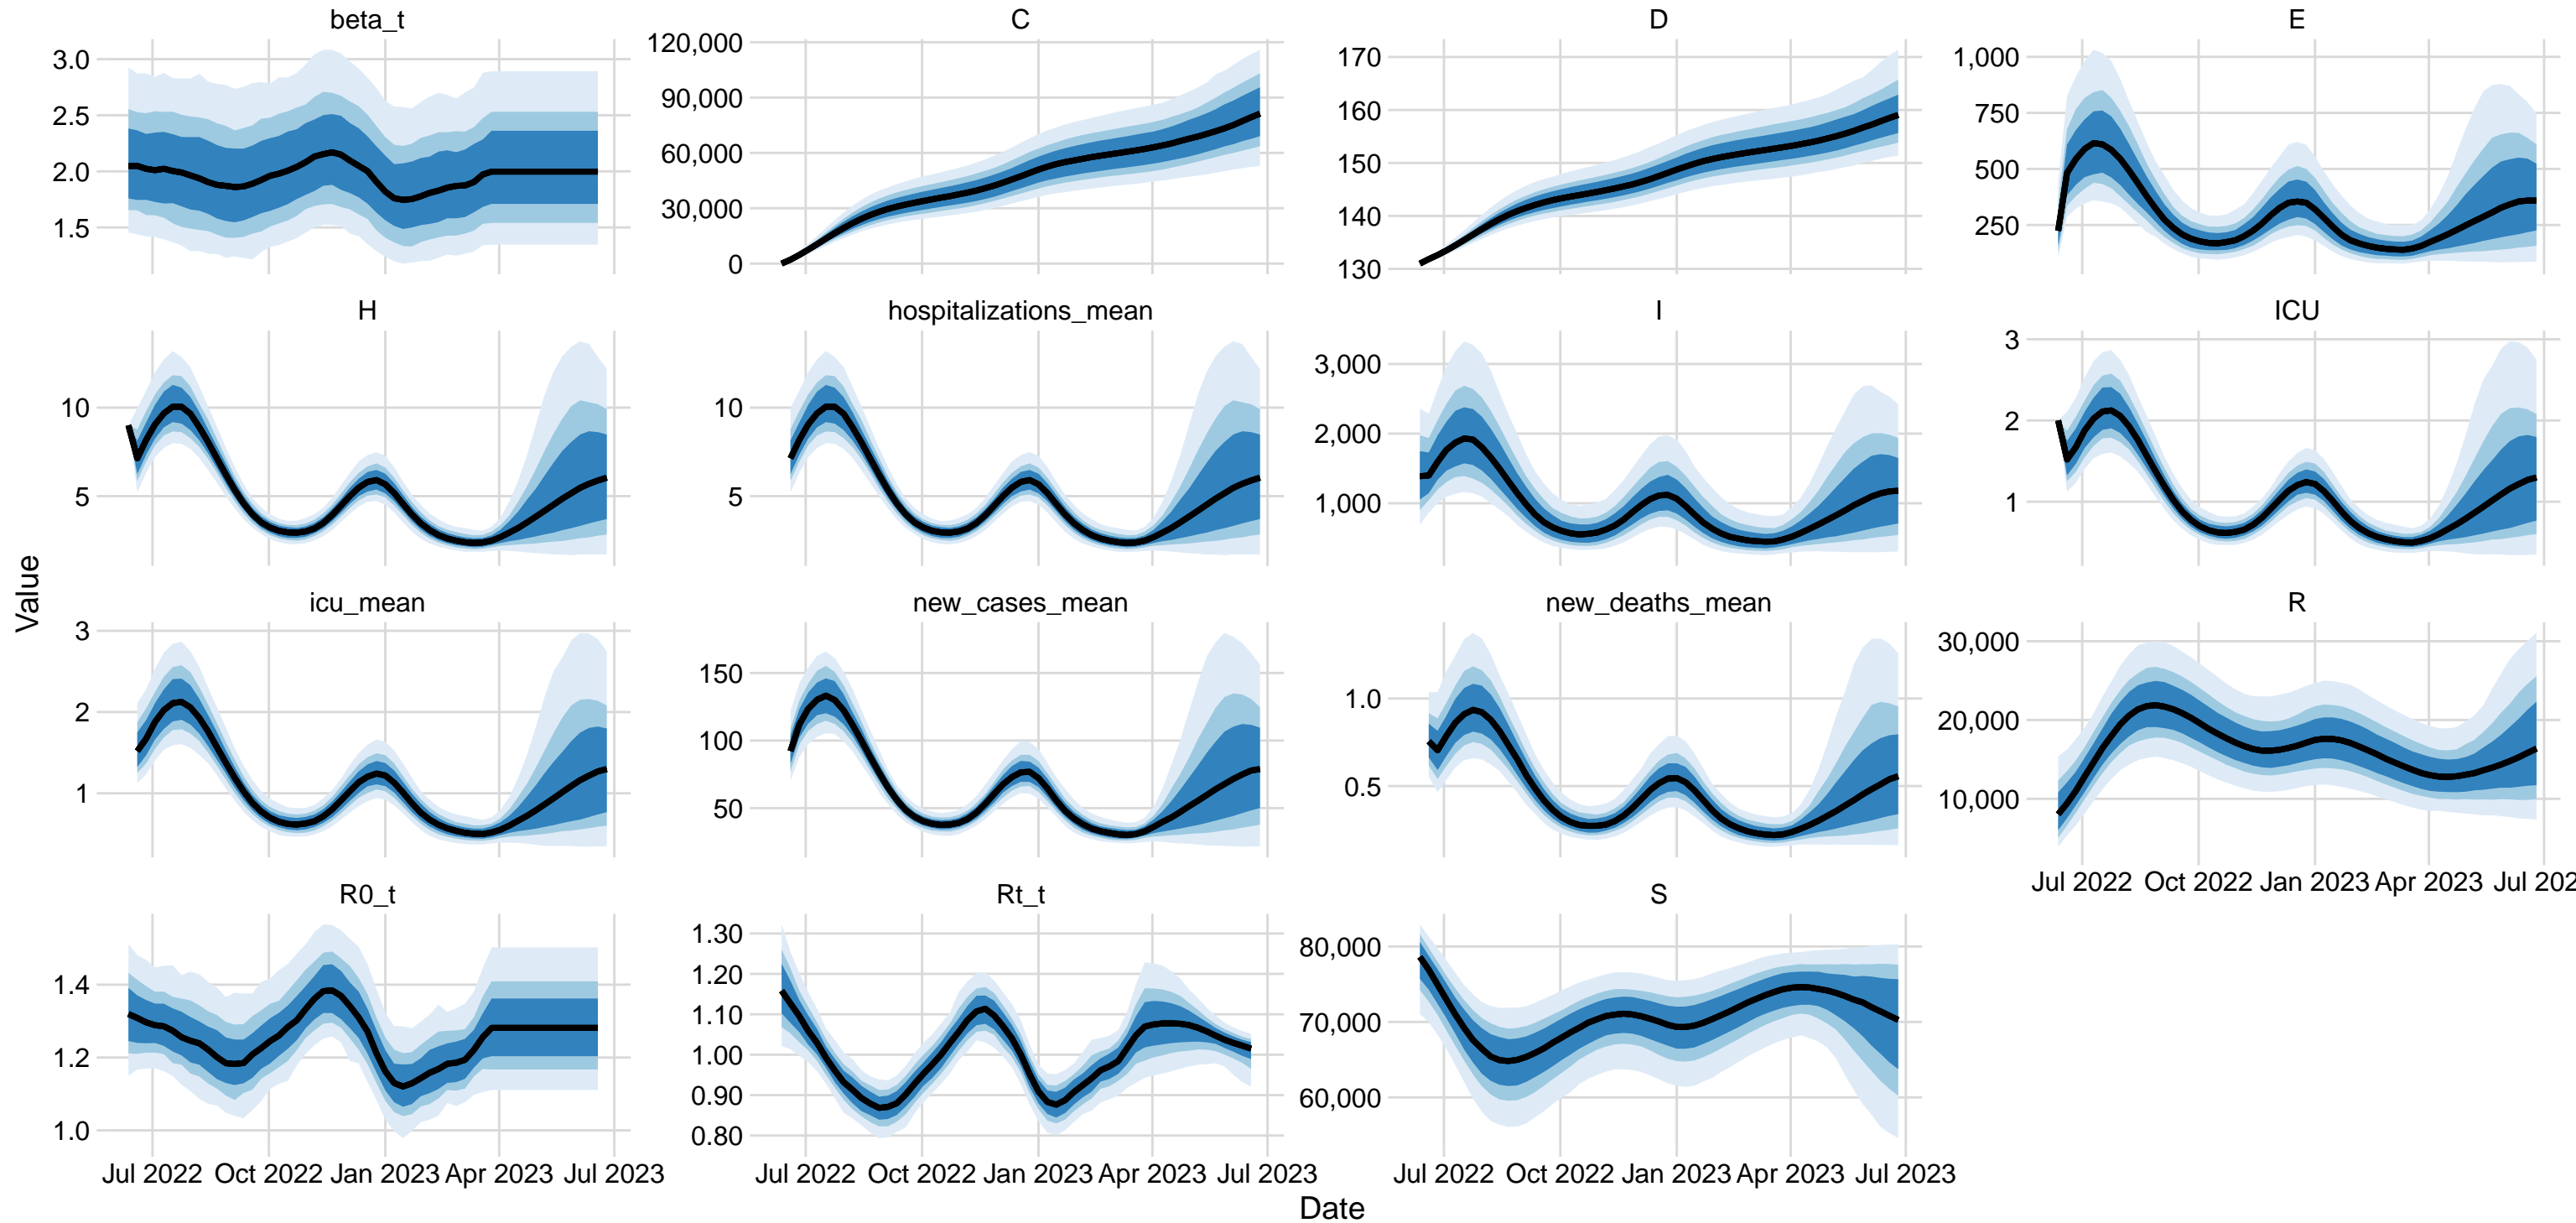 beta_t
C
D
E
3.0
2.5
2.0
1.5
120,000
90,000
60,000
30,000
0
170
160
150
140
130
1,000
750
500
250
H
hospitalizations_mean
I
ICU
10
5
10
5
3,000
2,000
1,000
3
2
1
icu_mean
new_cases_mean
new_deaths_mean
R
3
2
1
150
100
50
1.0
0.5
30,000
20,000
10,000
Jul 2022 Oct 2022 Jan 2023 Apr 2023 Jul 202
R0_t
Rt_t
S
1.4
1.2
1.0
1.30
1.20
1.10
1.00
0.90
0.80
80,000
70,000
60,000
Jul 2022 Oct 2022 Jan 2023 Apr 2023 Jul 2023
Jul 2022 Oct 2022 Jan 2023 Apr 2023 Jul 2023
Jul 2022 Oct 2022 Jan 2023 Apr 2023 Jul 2023
Value
Date